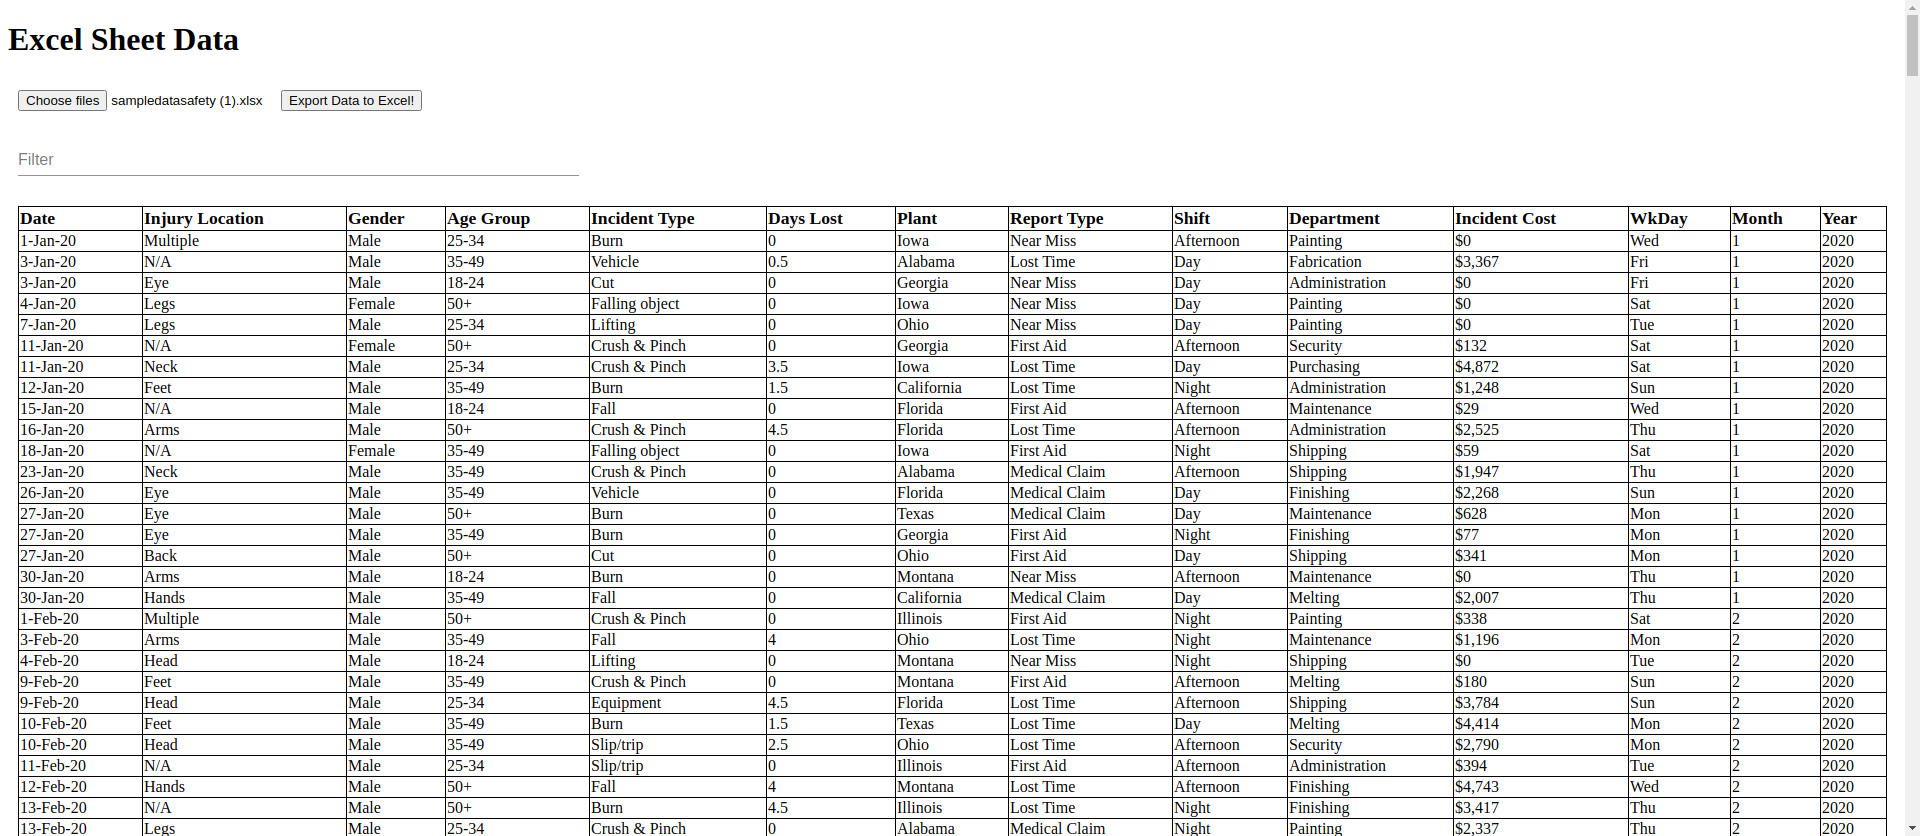 Excel Sheet Data
Choose files sampledatasafety (1).xlsx Export Data to Excel!
Filter
Date Injury Location Gender Age Group Incident Type Days Lost Plant Report Type Shift Department Incident Cost WkDay Month Year
1-Jan-20 Multiple Male 25-34 Burn 0 Iowa Near Miss Afternoon Painting $0 Wed 1 2020
3-Jan-20 N/A Male 35-49 Vehicle 0.5 Alabama Lost Time Day Fabrication $3,367 Fri 1 2020
3-Jan-20 Eye Male 18-24 Cut 0 Georgia Near Miss Day Administration $0 Fri 1 2020
4-Jan-20 Legs Female 50+ Falling object 0 Iowa Near Miss Day Painting $0 Sat 1 2020
7-Jan-20 Legs Male 25-34 Lifting 0 Ohio Near Miss Day Painting $0 Tue 1 2020
11-Jan-20 N/A Female 50+ Crush & Pinch 0 Georgia First Aid Afternoon Security $132 Sat 1 2020
11-Jan-20 Neck Male 25-34 Crush & Pinch 3.5 Iowa Lost Time Day Purchasing $4,872 Sat 1 2020
12-Jan-20 Feet Male 35-49 Burn 1.5 California Lost Time Night Administration $1,248 Sun 1 2020
15-Jan-20 N/A Male 18-24 Fall 0 Florida First Aid Afternoon Maintenance $29 Wed 1 2020
16-Jan-20 Arms Male 50+ Crush & Pinch 4.5 Florida Lost Time Afternoon Administration $2,525 Thu 1 2020
18-Jan-20 N/A Female 35-49 Falling object 0 Iowa First Aid Night Shipping $59 Sat 1 2020
23-Jan-20 Neck Male 35-49 Crush & Pinch 0 Alabama Medical Claim Afternoon Shipping $1,947 Thu 1 2020
26-Jan-20 Eye Male 35-49 Vehicle 0 Florida Medical Claim Day Finishing $2,268 Sun 1 2020
27-Jan-20 Eye Male 50+ Burn 0 Texas Medical Claim Day Maintenance $628 Mon 1 2020
27-Jan-20 Eye Male 35-49 Burn 0 Georgia First Aid Night Finishing $77 Mon 1 2020
27-Jan-20 Back Male 50+ Cut 0 Ohio First Aid Day Shipping $341 Mon 1 2020
30-Jan-20 Arms Male 18-24 Burn 0 Montana Near Miss Afternoon Maintenance $0 Thu 1 2020
30-Jan-20 Hands Male 35-49 Fall 0 California Medical Claim Day Melting $2,007 Thu 1 2020
1-Feb-20 Multiple Male 50+ Crush & Pinch 0 Illinois First Aid Night Painting $338 Sat 2 2020
3-Feb-20 Arms Male 35-49 Fall 4 Ohio Lost Time Night Maintenance $1,196 Mon 2 2020
4-Feb-20 Head Male 18-24 Lifting 0 Montana Near Miss Night Shipping $0 Tue 2 2020
9-Feb-20 Feet Male 35-49 Crush & Pinch 0 Montana First Aid Afternoon Melting $180 Sun 2 2020
9-Feb-20 Head Male 25-34 Equipment 4.5 Florida Lost Time Afternoon Shipping $3,784 Sun 2 2020
10-Feb-20 Feet Male 35-49 Burn 1.5 Texas Lost Time Day Melting $4,414 Mon 2 2020
10-Feb-20 Head Male 35-49 Slip/trip 2.5 Ohio Lost Time Afternoon Security $2,790 Mon 2 2020
11-Feb-20 N/A Male 25-34 Slip/trip 0 Illinois First Aid Afternoon Administration $394 Tue 2 2020
12-Feb-20 Hands Male 50+ Fall 4 Montana Lost Time Afternoon Finishing $4,743 Wed 2 2020
13-Feb-20 N/A Male 50+ Burn 4.5 Illinois Lost Time Night Finishing $3,417 Thu 2 2020
13-Feb-20 Legs Male 25-34 Crush & Pinch 0 Alabama Medical Claim Night Painting $2,337 Thu 2 2020